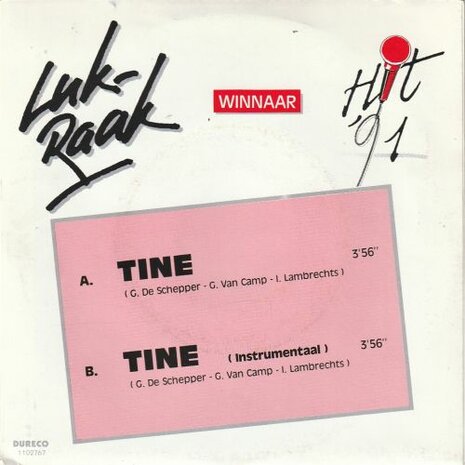 Luk-
Raak
WINNAAR
Hit
'91
A. TINE 3'56"
( G. De Schepper - G. Van Camp - I. Lambrechts )
B. TINE ( Instrumentaal ) 3'56"
( G. De Schepper - G. Van Camp - I. Lambrechts )
DURECO
1102767